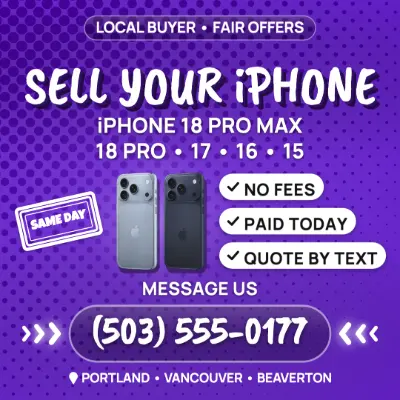 LOCAL BUYER • FAIR OFFERS
SELL YOUR iPHONE
iPHONE 18 PRO MAX
18 PRO • 17 • 16 • 15
SAME DAY
✓ NO FEES
✓ PAID TODAY
✓ QUOTE BY TEXT
MESSAGE US
››› (503) 555-0177 ‹‹‹
PORTLAND • VANCOUVER • BEAVERTON